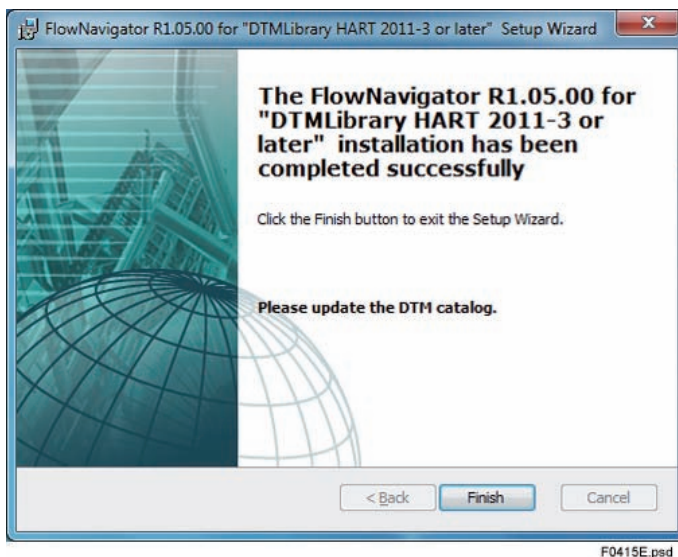 FlowNavigator R1.05.00 for "DTMLibrary HART 2011-3 or later" Setup Wizard
The FlowNavigator R1.05.00 for
"DTMLibrary HART 2011-3 or
later" installation has been
completed successfully
Click the Finish button to exit the Setup Wizard.
Please update the DTM catalog.
< Back
Finish
Cancel
F0415E.psd